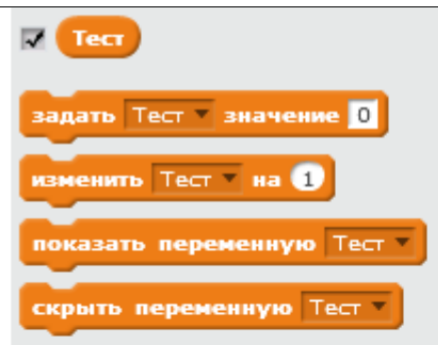 Тест
задать Тест значение 0
изменить Тест на 1
показать переменную Тест
скрыть переменную Тест